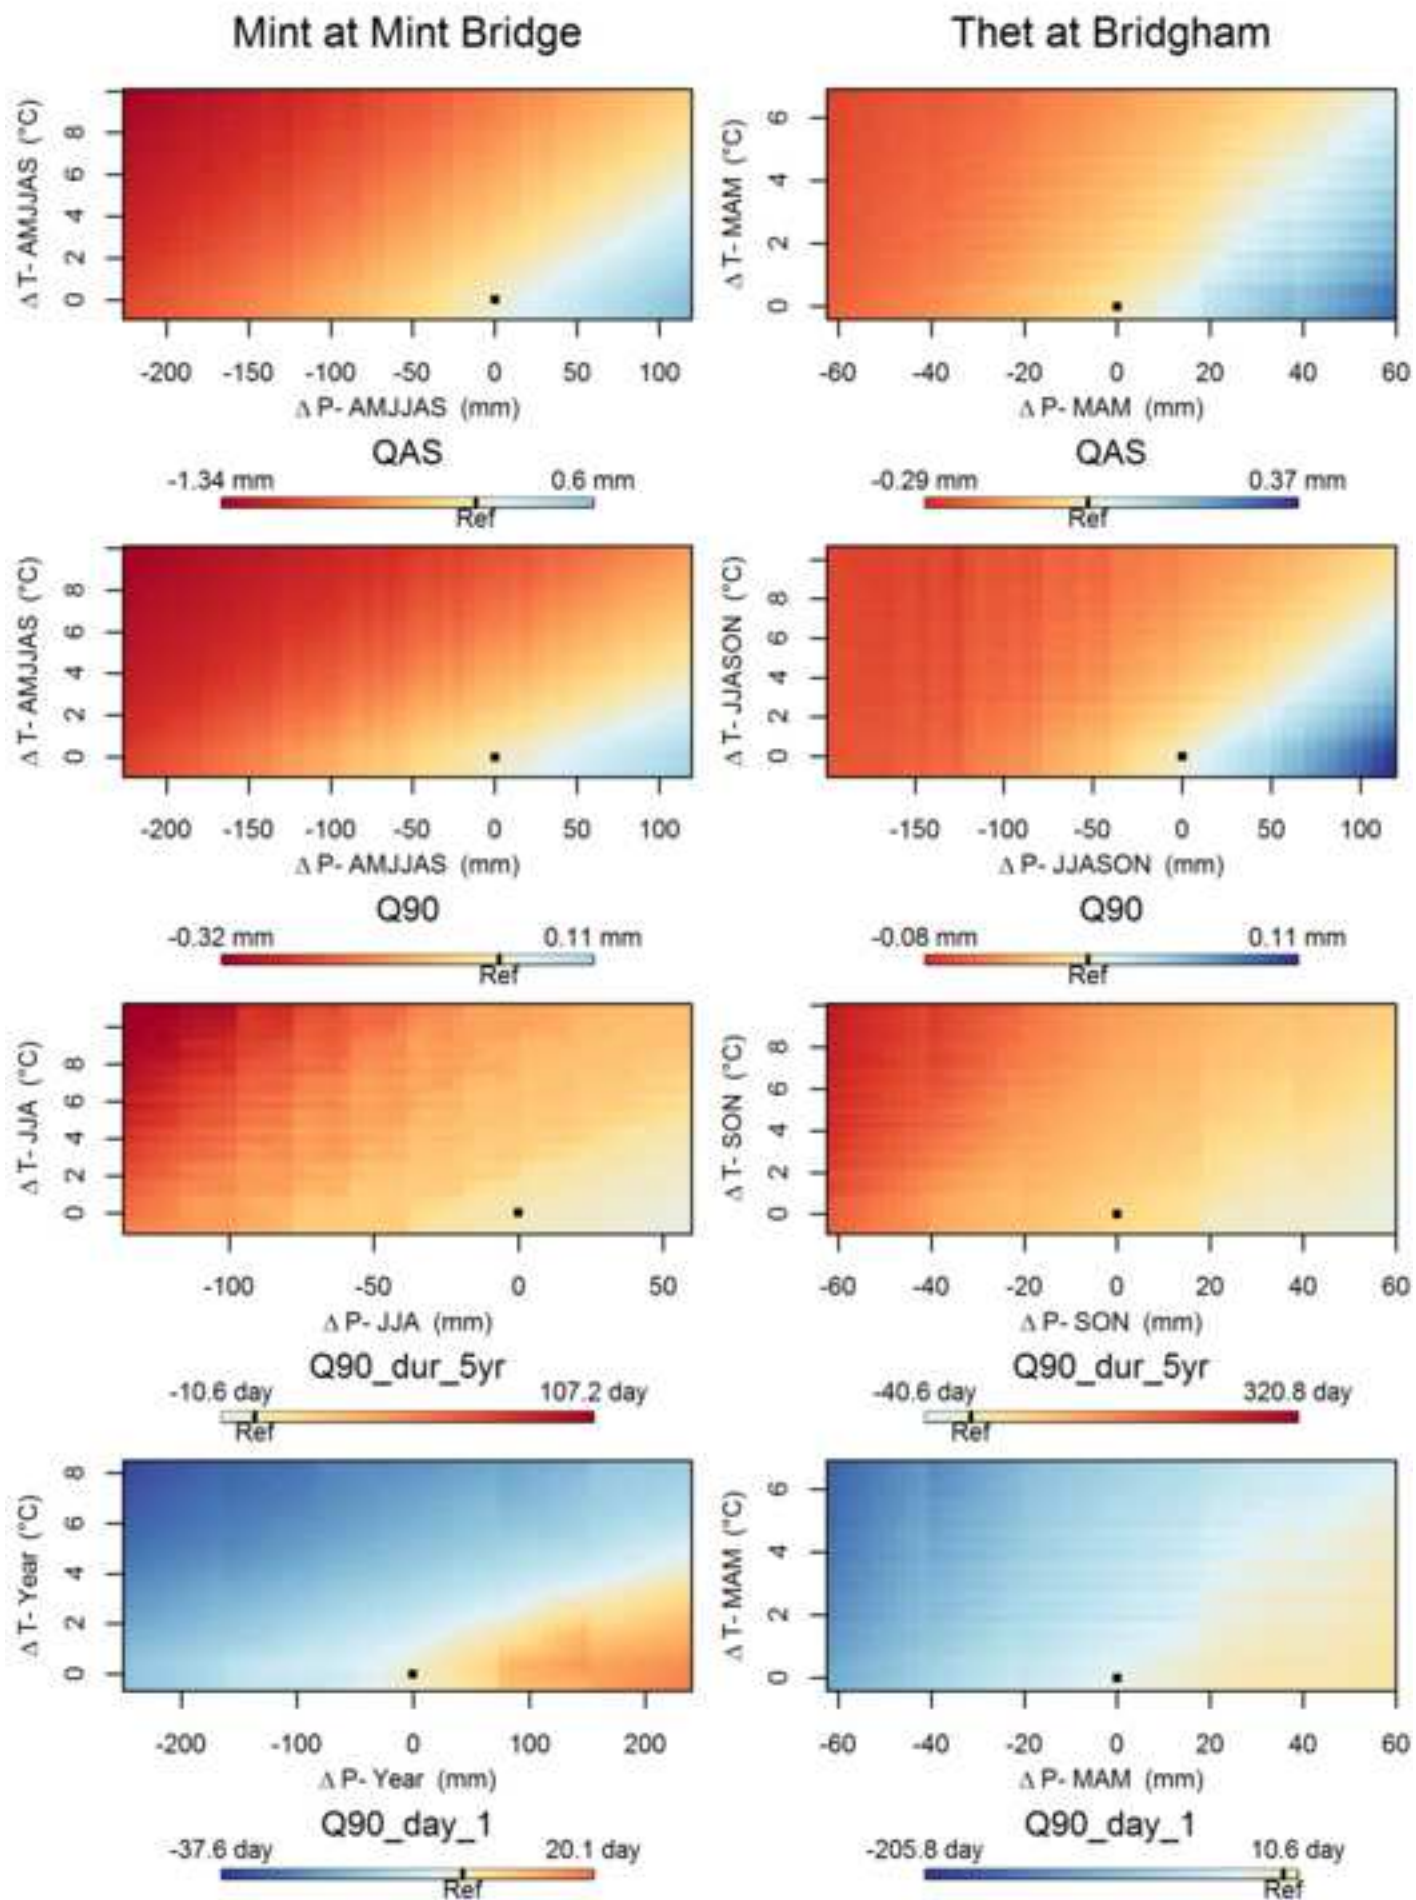 Mint at Mint Bridge
Thet at Bridgham
Δ T- AMJJAS (°C)
8
6
4
2
0
-200 -150 -100 -50 0 50 100
Δ P- AMJJAS (mm)
QAS
-1.34 mm 0.6 mm
Ref
Δ T- MAM (°C)
6
4
2
0
-60 -40 -20 0 20 40 60
Δ P- MAM (mm)
QAS
-0.29 mm 0.37 mm
Ref
Δ T- AMJJAS (°C)
8
6
4
2
0
-200 -150 -100 -50 0 50 100
Δ P- AMJJAS (mm)
Q90
-0.32 mm 0.11 mm
Ref
Δ T- JJASON (°C)
8
6
4
2
0
-150 -100 -50 0 50 100
Δ P- JJASON (mm)
Q90
-0.08 mm 0.11 mm
Ref
Δ T- JJA (°C)
8
6
4
2
0
-100 -50 0 50
Δ P- JJA (mm)
Q90_dur_5yr
-10.6 day 107.2 day
Ref
Δ T- SON (°C)
8
6
4
2
0
-60 -40 -20 0 20 40 60
Δ P- SON (mm)
Q90_dur_5yr
-40.6 day 320.8 day
Ref
Δ T- Year (°C)
8
6
4
2
0
-200 -100 0 100 200
Δ P- Year (mm)
Q90_day_1
-37.6 day 20.1 day
Ref
Δ T- MAM (°C)
6
4
2
0
-60 -40 -20 0 20 40 60
Δ P- MAM (mm)
Q90_day_1
-205.8 day 10.6 day
Ref